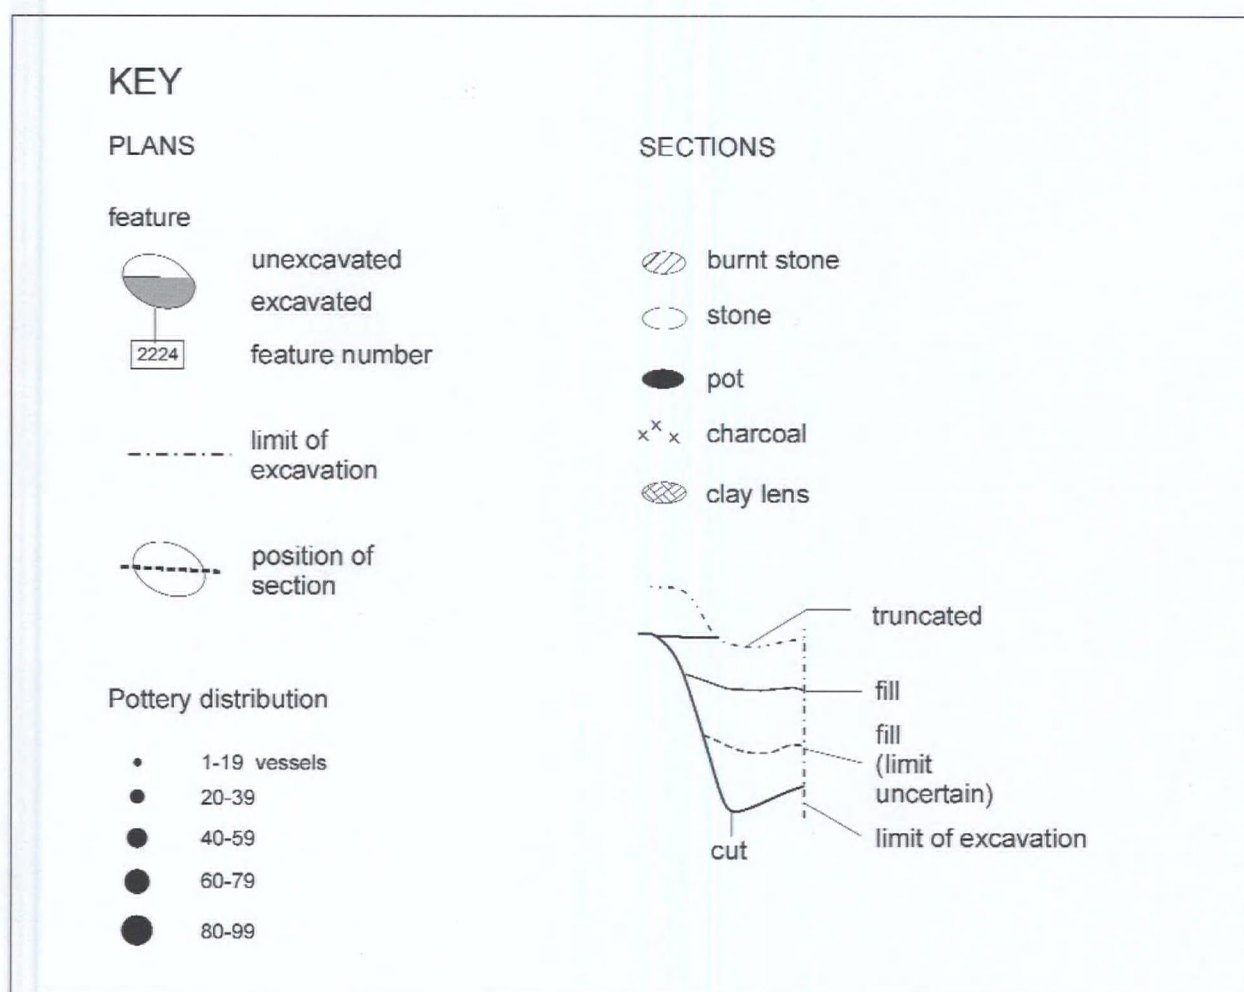 KEY
PLANS
feature
unexcavated
excavated
2224
feature number
limit of
excavation
position of
section
Pottery distribution
1-19 vessels
20-39
40-59
60-79
80-99
SECTIONS
burnt stone
stone
pot
charcoal
clay lens
truncated
fill
fill
(limit
uncertain)
limit of excavation
cut